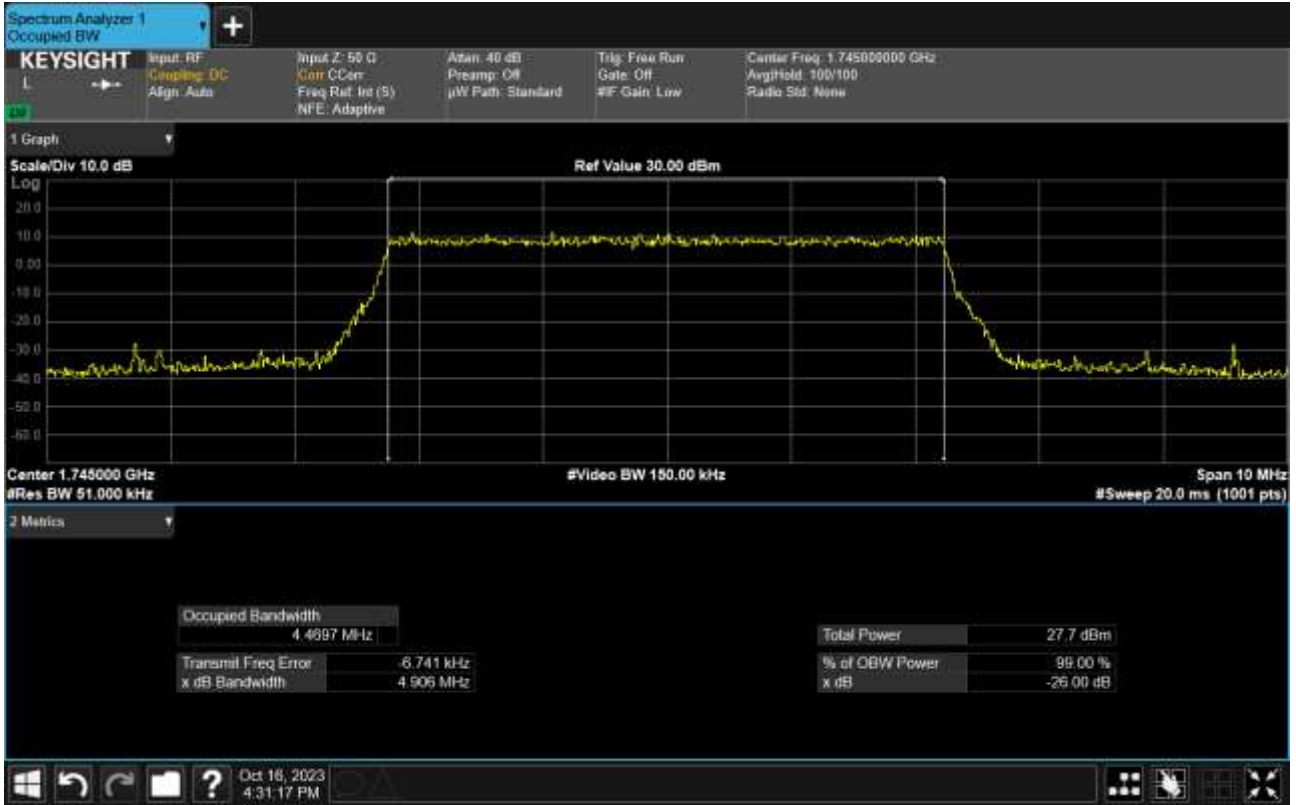 Spectrum Analyzer 1
Occupied BW
+
KEYSIGHT
L
Input: RF
Coupling: DC
Align: Auto
Input Z: 50 Ω
Corr CCorr
Freq Ref: Int (S)
NFE: Adaptive
Atten: 40 dB
Preamp: Off
µW Path: Standard
Trig: Free Run
Gate: Off
#IF Gain: Low
Center Freq: 1.745000000 GHz
Avg|Hold: 100/100
Radio Std: None
1 Graph
Scale/Div 10.0 dB
Ref Value 30.00 dBm
Log
20.0
10.0
0.00
-10.0
-20.0
-30.0
-40.0
-50.0
-60.0
Center 1.745000 GHz
#Video BW 150.00 kHz
Span 10 MHz
#Res BW 51.000 kHz
#Sweep 20.0 ms (1001 pts)
2 Metrics
Occupied Bandwidth
4.4697 MHz
Total Power 27.7 dBm
Transmit Freq Error -6.741 kHz
% of OBW Power 99.00 %
x dB Bandwidth 4.906 MHz
x dB -26.00 dB
?
Oct 16, 2023
4:31:17 PM